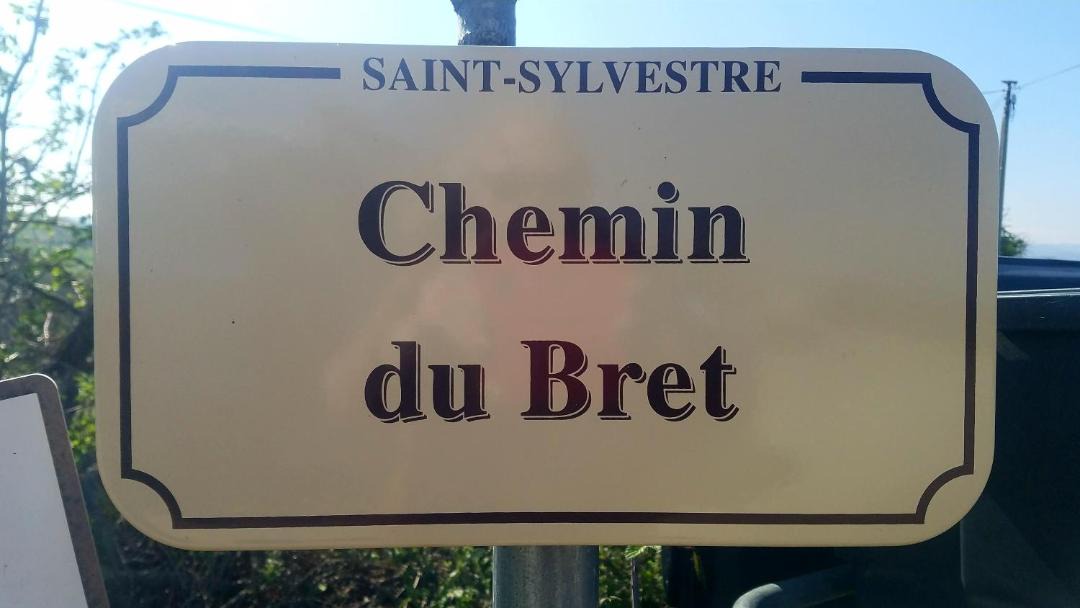 SAINT-SYLVESTRE
Chemin
du Bret